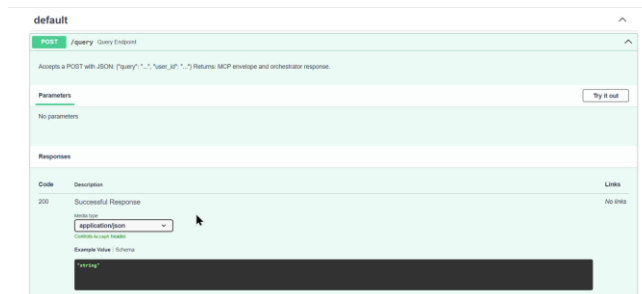 default
POST /query Query Endpoint
Accepts a POST with JSON: {"query": "...", "user_id": "..."} Returns: MCP envelope and orchestrator response.
Parameters Try it out
No parameters
Responses
Code Description Links
200 Successful Response No links
Media type
application/json
Controls Accept header.
Example Value | Schema
"string"